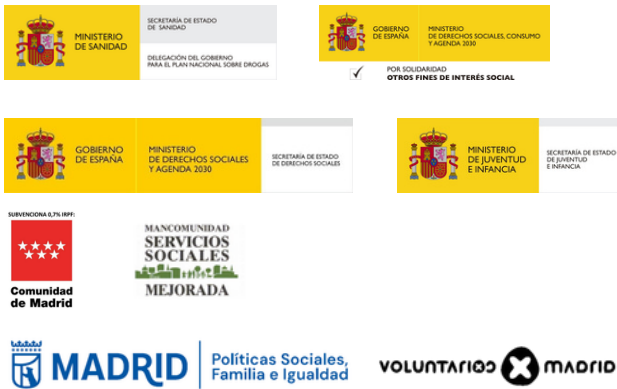 MINISTERIO
DE SANIDAD
SECRETARÍA DE ESTADO
DE SANIDAD
DELEGACIÓN DEL GOBIERNO
PARA EL PLAN NACIONAL SOBRE DROGAS
GOBIERNO
DE ESPAÑA
MINISTERIO
DE DERECHOS SOCIALES, CONSUMO
Y AGENDA 2030
POR SOLIDARIDAD
OTROS FINES DE INTERÉS SOCIAL
GOBIERNO
DE ESPAÑA
MINISTERIO
DE DERECHOS SOCIALES
Y AGENDA 2030
SECRETARÍA DE ESTADO
DE DERECHOS SOCIALES
MINISTERIO
DE JUVENTUD
E INFANCIA
SECRETARÍA DE ESTADO
DE JUVENTUD
E INFANCIA
SUBVENCIONA 0,7% IRPF:
Comunidad
de Madrid
MANCOMUNIDAD
SERVICIOS
SOCIALES
MEJORADA
MADRID
Políticas Sociales,
Familia e Igualdad
VOLUNTARIOS MADRID